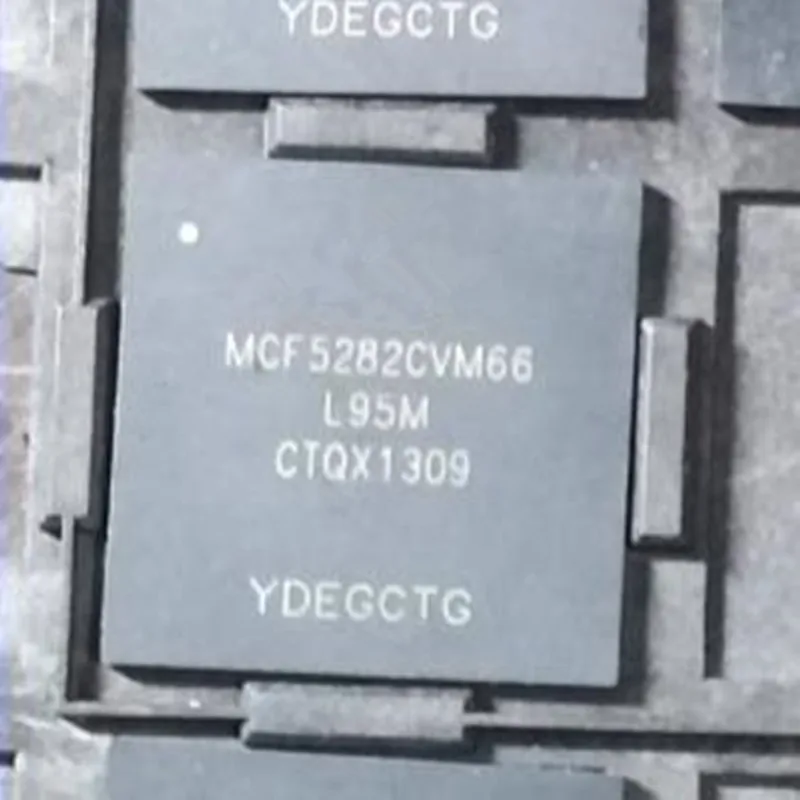 YDEGCTG
MCF5282CVM66
L95M
CTQX1309
YDEGCTG